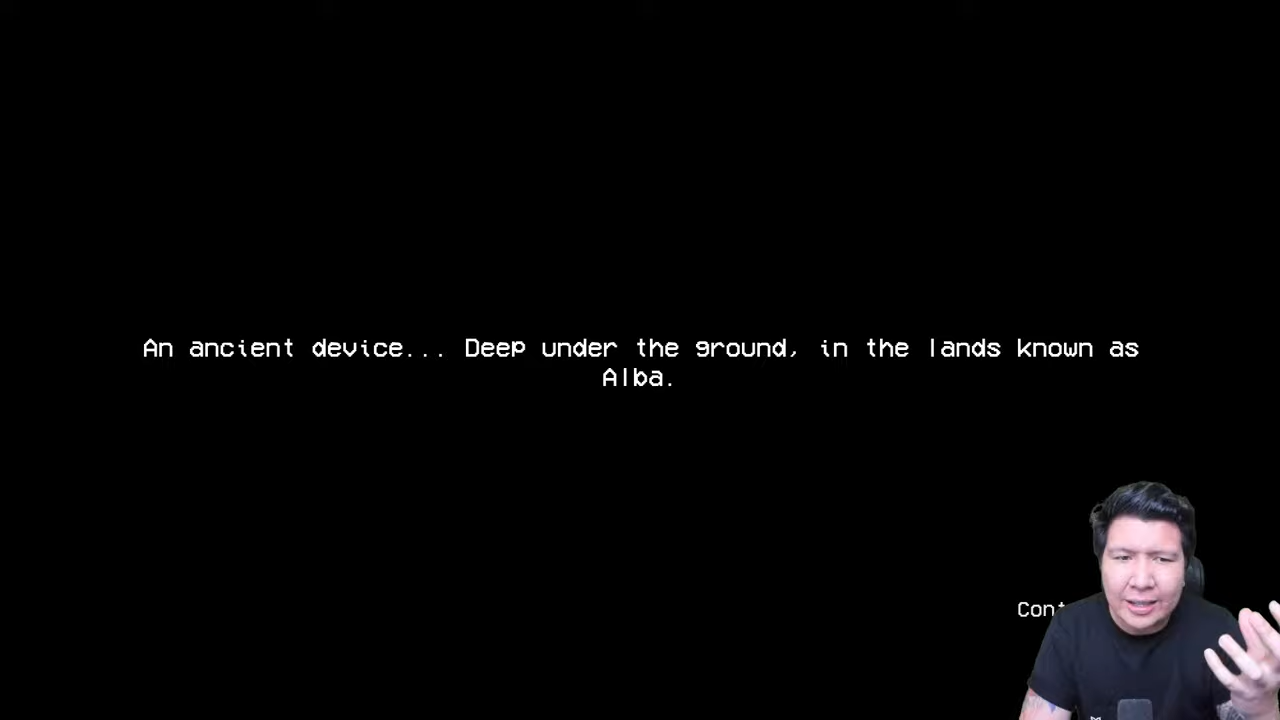 An ancient device... Deep under the ground, in the lands known as
Alba.